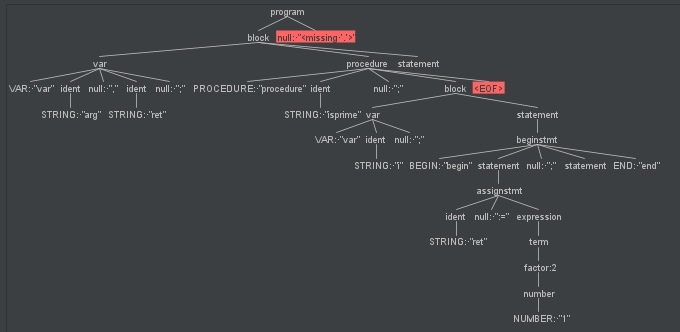 program
block null:·"<missing·'.'>"
var procedure statement
VAR:·"var" ident null:·"," ident null:·";" PROCEDURE:·"procedure" ident null:·";" block <EOF>
STRING:·"arg" STRING:·"ret" STRING:·"isprime" var statement
VAR:·"var" ident null:·";" beginstmt
STRING:·"i" BEGIN:·"begin" statement null:·";" statement END:·"end"
assignstmt
ident null:·":=" expression
STRING:·"ret" term
factor:2
number
NUMBER:·"1"